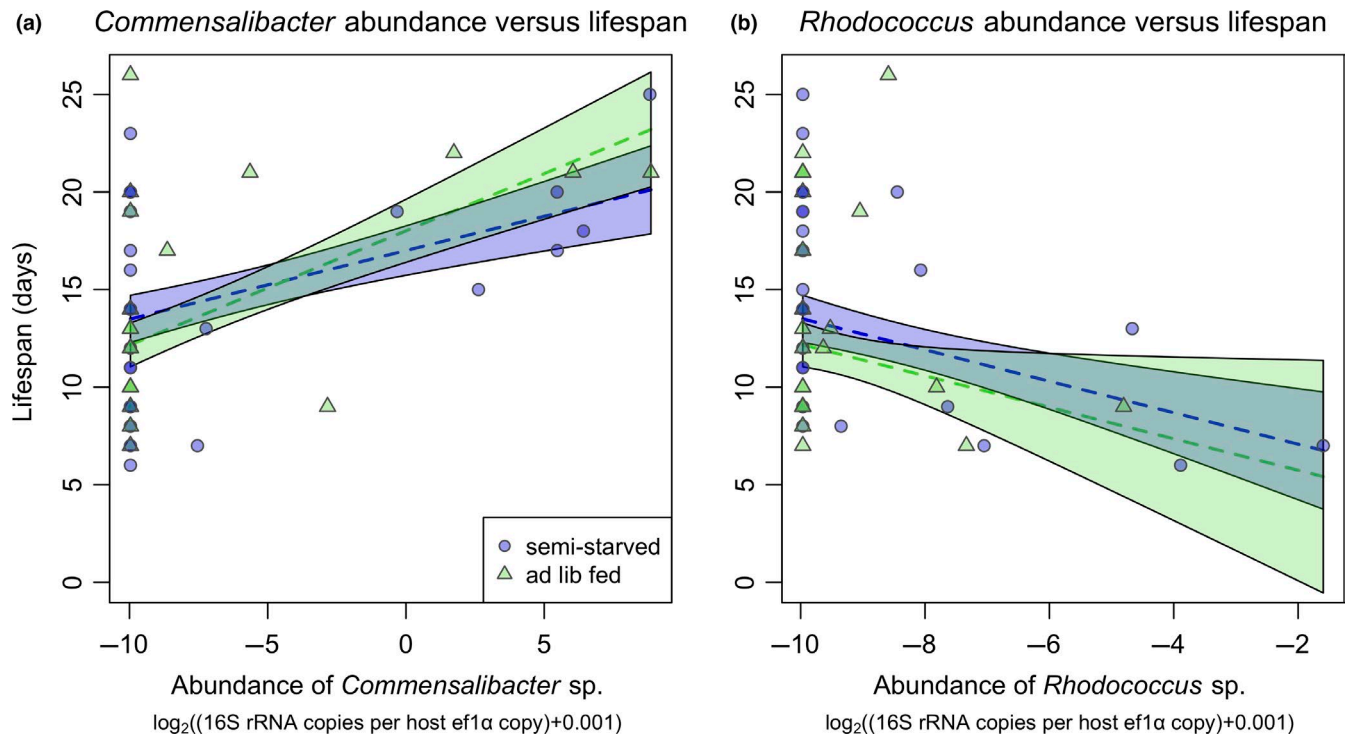 (a) Commensalibacter abundance versus lifespan
Lifespan (days)
25
20
15
10
5
0
semi-starved
ad lib fed
−10 −5 0 5
Abundance of Commensalibacter sp.
log₂((16S rRNA copies per host ef1α copy)+0.001)
(b) Rhodococcus abundance versus lifespan
25
20
15
10
5
0
−10 −8 −6 −4 −2
Abundance of Rhodococcus sp.
log₂((16S rRNA copies per host ef1α copy)+0.001)